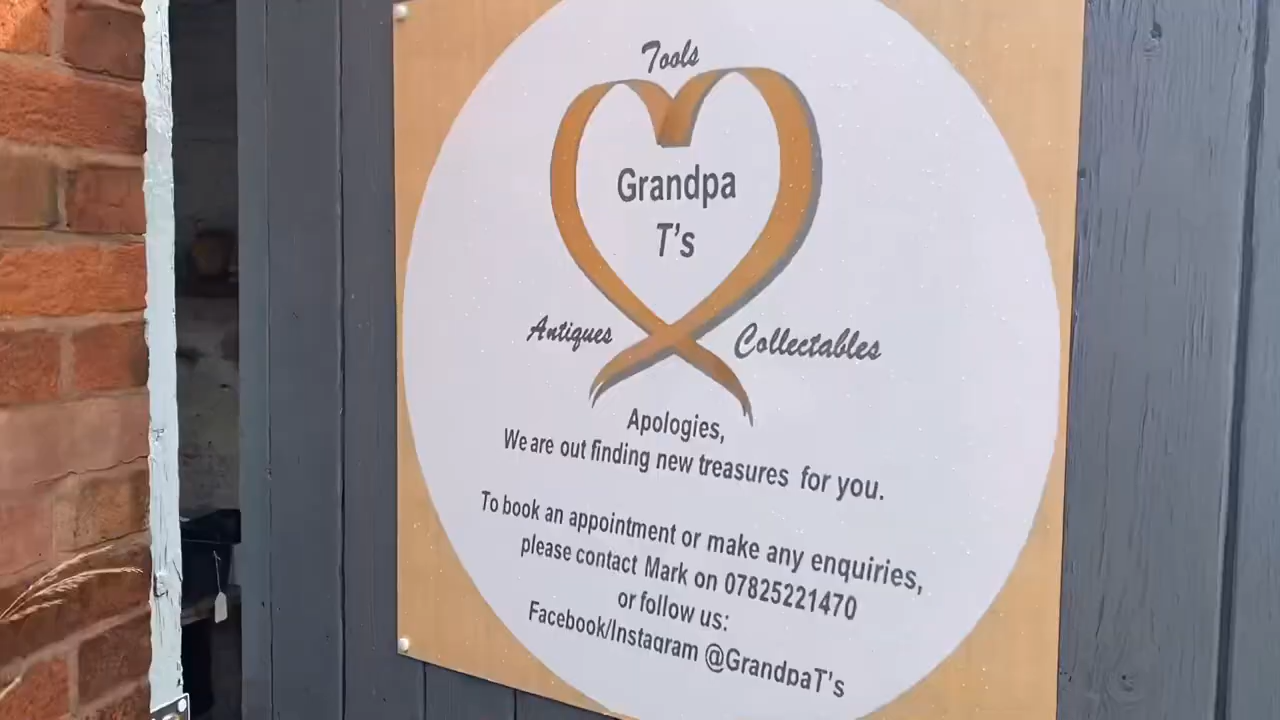 Tools
Grandpa
T's
Antiques
Collectables
Apologies,
We are out finding new treasures for you.
To book an appointment or make any enquiries,
please contact Mark on 07825221470
or follow us:
Facebook/Instagram @GrandpaT's